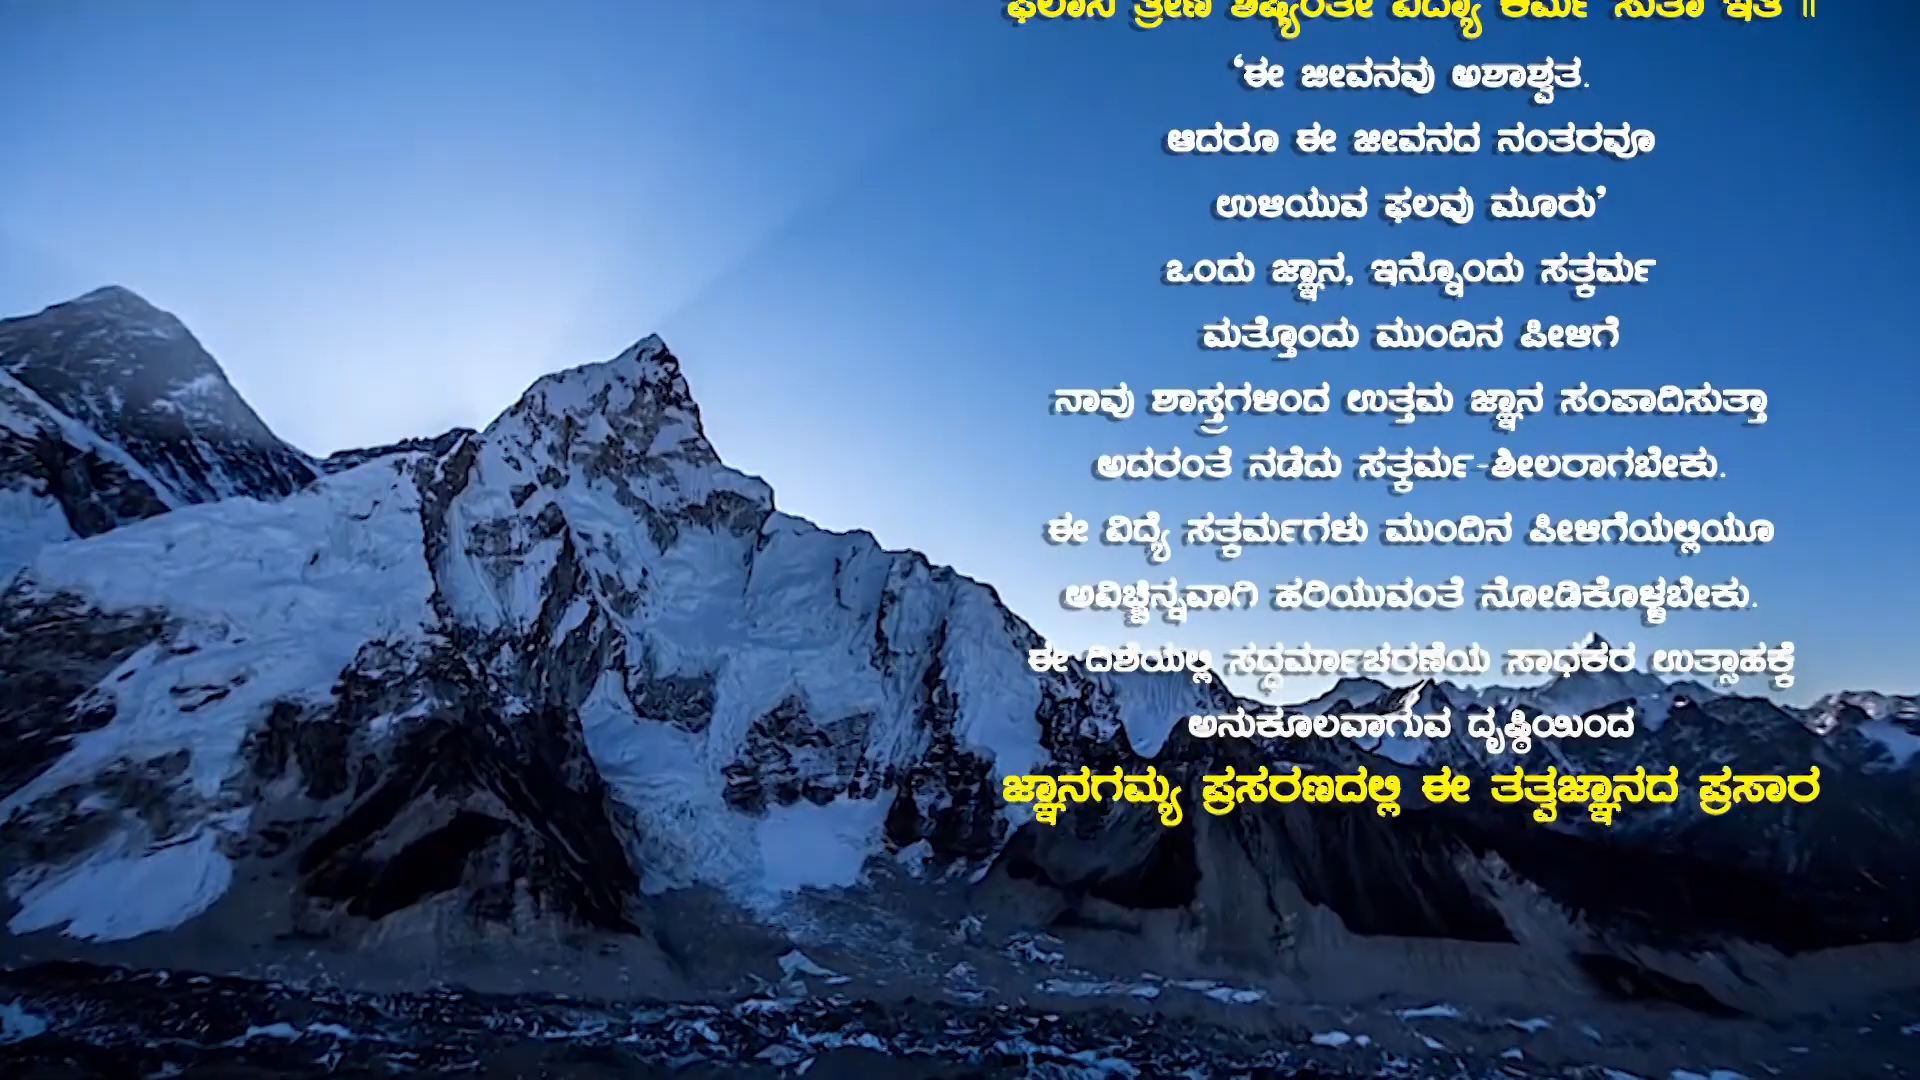 ತ್ರೀಣಿ ಶಿಷ್ಯಂತೇ ವಿದ್ಯಾ ಕರ್ಮ ಸುತಾ ಇತಿ ॥
‘ಈ ಜೀವನವು ಅಶಾಶ್ವತ.
ಆದರೂ ಈ ಜೀವನದ ನಂತರವೂ
ಉಳಿಯುವ ಫಲವು ಮೂರು’
ಒಂದು ಜ್ಞಾನ, ಇನ್ನೊಂದು ಸತ್ಕರ್ಮ
ಮತ್ತೊಂದು ಮುಂದಿನ ಪೀಳಿಗೆ
ನಾವು ಶಾಸ್ತ್ರಗಳಿಂದ ಉತ್ತಮ ಜ್ಞಾನ ಸಂಪಾದಿಸುತ್ತಾ
ಅದರಂತೆ ನಡೆದು ಸತ್ಕರ್ಮ-ಶೀಲರಾಗಬೇಕು.
ಈ ವಿದ್ಯೆ ಸತ್ಕರ್ಮಗಳು ಮುಂದಿನ ಪೀಳಿಗೆಯಲ್ಲಿಯೂ
ಅವಿಚ್ಛಿನ್ನವಾಗಿ ಹರಿಯುವಂತೆ ನೋಡಿಕೊಳ್ಳಬೇಕು.
ಈ ದಿಶೆಯಲ್ಲಿ ಸದ್ಧರ್ಮಾಚರಣೆಯ ಸಾಧಕರ ಉತ್ಸಾಹಕ್ಕೆ
ಅನುಕೂಲವಾಗುವ ದೃಷ್ಠಿಯಿಂದ
ಜ್ಞಾನಗಮ್ಯ ಪ್ರಸರಣದಲ್ಲಿ ಈ ತತ್ವಜ್ಞಾನದ ಪ್ರಸಾರ